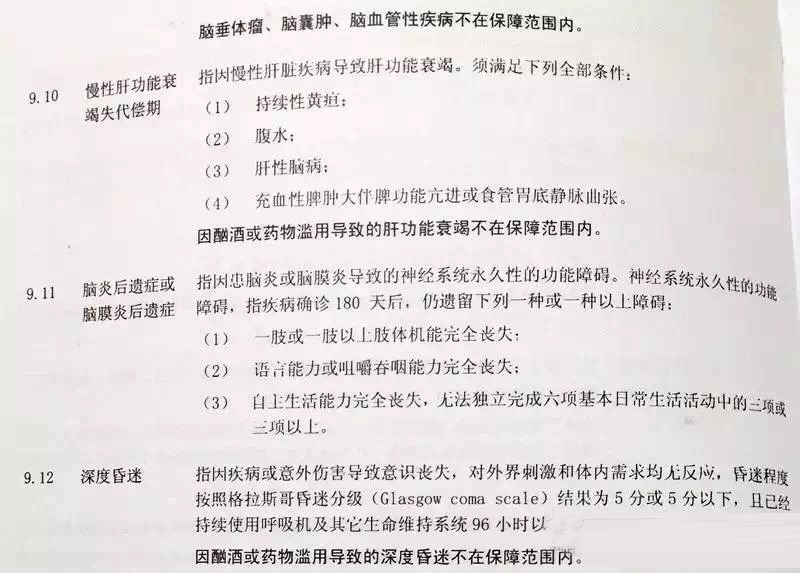 脑垂体瘤、脑囊肿、脑血管性疾病不在保障范围内。
9.10 慢性肝功能衰竭失代偿期 指因慢性肝脏疾病导致肝功能衰竭。须满足下列全部条件：
（1） 持续性黄疸；
（2） 腹水；
（3） 肝性脑病；
（4） 充血性脾肿大伴脾功能亢进或食管胃底静脉曲张。
因酗酒或药物滥用导致的肝功能衰竭不在保障范围内。
9.11 脑炎后遗症或脑膜炎后遗症 指因患脑炎或脑膜炎导致的神经系统永久性的功能障碍。神经系统永久性的功能
障碍，指疾病确诊 180 天后，仍遗留下列一种或一种以上障碍：
（1） 一肢或一肢以上肢体机能完全丧失；
（2） 语言能力或咀嚼吞咽能力完全丧失；
（3） 自主生活能力完全丧失，无法独立完成六项基本日常生活活动中的三项或
三项以上。
9.12 深度昏迷 指因疾病或意外伤害导致意识丧失，对外界刺激和体内需求均无反应，昏迷程度
按照格拉斯哥昏迷分级（Glasgow coma scale）结果为 5 分或 5 分以下，且已经
持续使用呼吸机及其它生命维持系统 96 小时以
因酗酒或药物滥用导致的深度昏迷不在保障范围内。